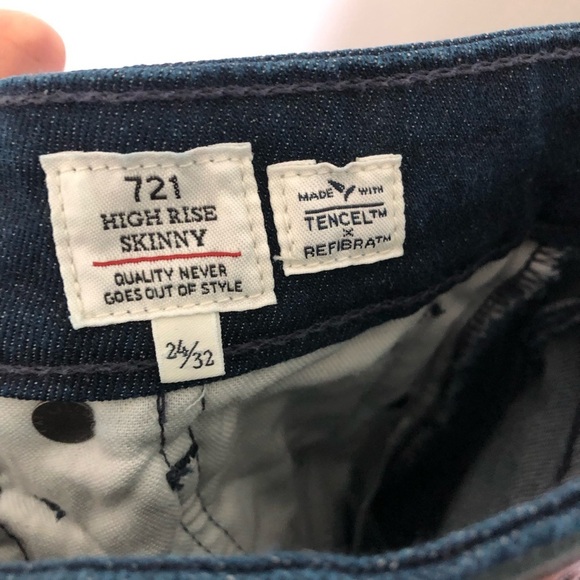 721
HIGH RISE
SKINNY
QUALITY NEVER
GOES OUT OF STYLE
24/32
MADE WITH
TENCEL™
×
REFIBRA™